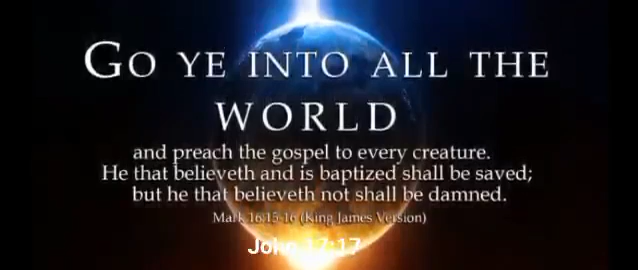 GO YE INTO ALL THE
WORLD
and preach the gospel to every creature.
He that believeth and is baptized shall be saved;
but he that believeth not shall be damned.
Mark 16:15-16 (King James Version)
John 17:17